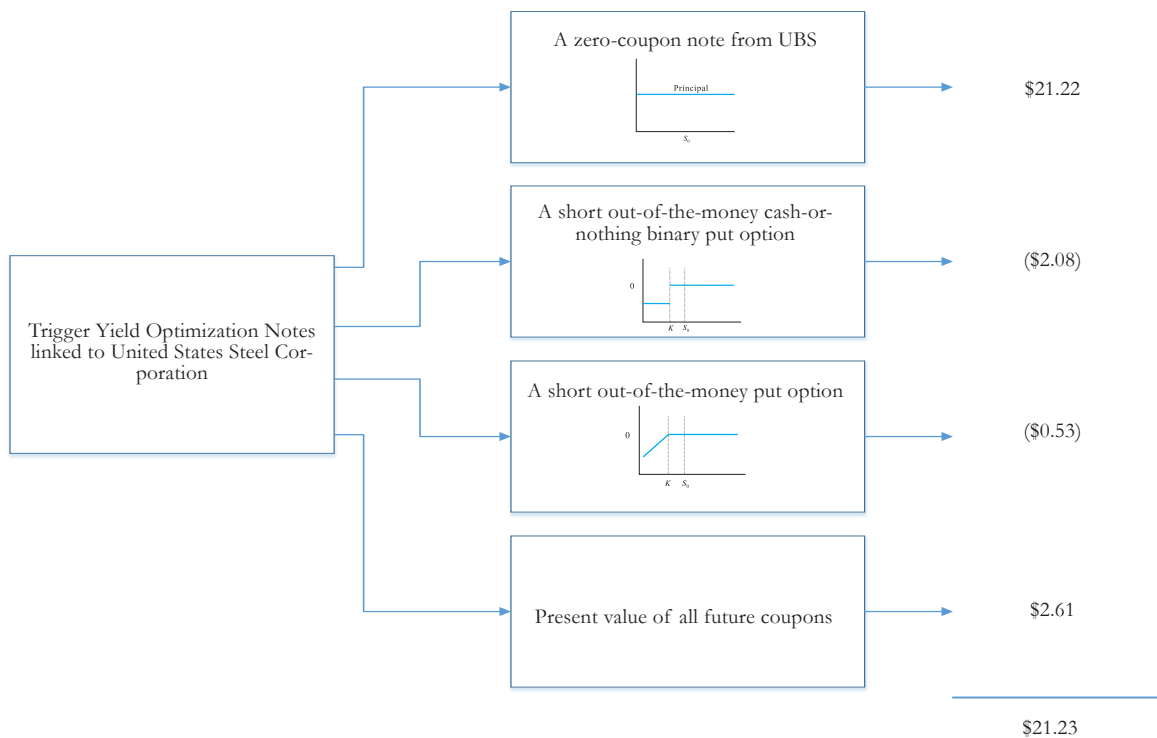 A zero-coupon note from UBS
Principal
S₀
$21.22
A short out-of-the-money cash-or-
nothing binary put option
0
K
S₀
($2.08)
Trigger Yield Optimization Notes
linked to United States Steel Cor-
poration
A short out-of-the-money put option
0
K
S₀
($0.53)
Present value of all future coupons
$2.61
$21.23